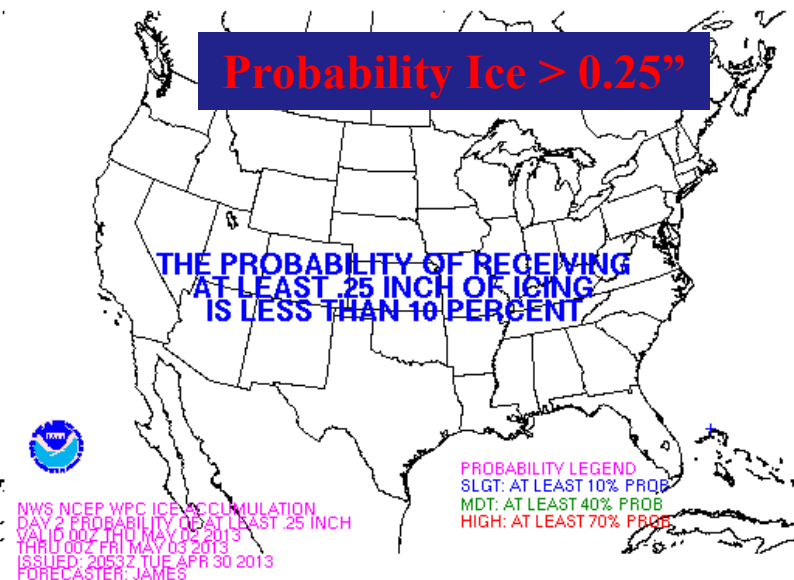 Probability Ice > 0.25”
THE PROBABILITY OF RECEIVING
AT LEAST .25 INCH OF ICING
IS LESS THAN 10 PERCENT
noaa
PROBABILITY LEGEND
SLGT: AT LEAST 10% PROB
MDT: AT LEAST 40% PROB
HIGH: AT LEAST 70% PROB
NWS NCEP WPC ICE ACCUMULATION
DAY 2 PROBABILITY OF AT LEAST .25 INCH
VALID 00Z THU MAY 02 2013
THRU 00Z FRI MAY 03 2013
ISSUED: 2053Z TUE APR 30 2013
FORECASTER: JAMES